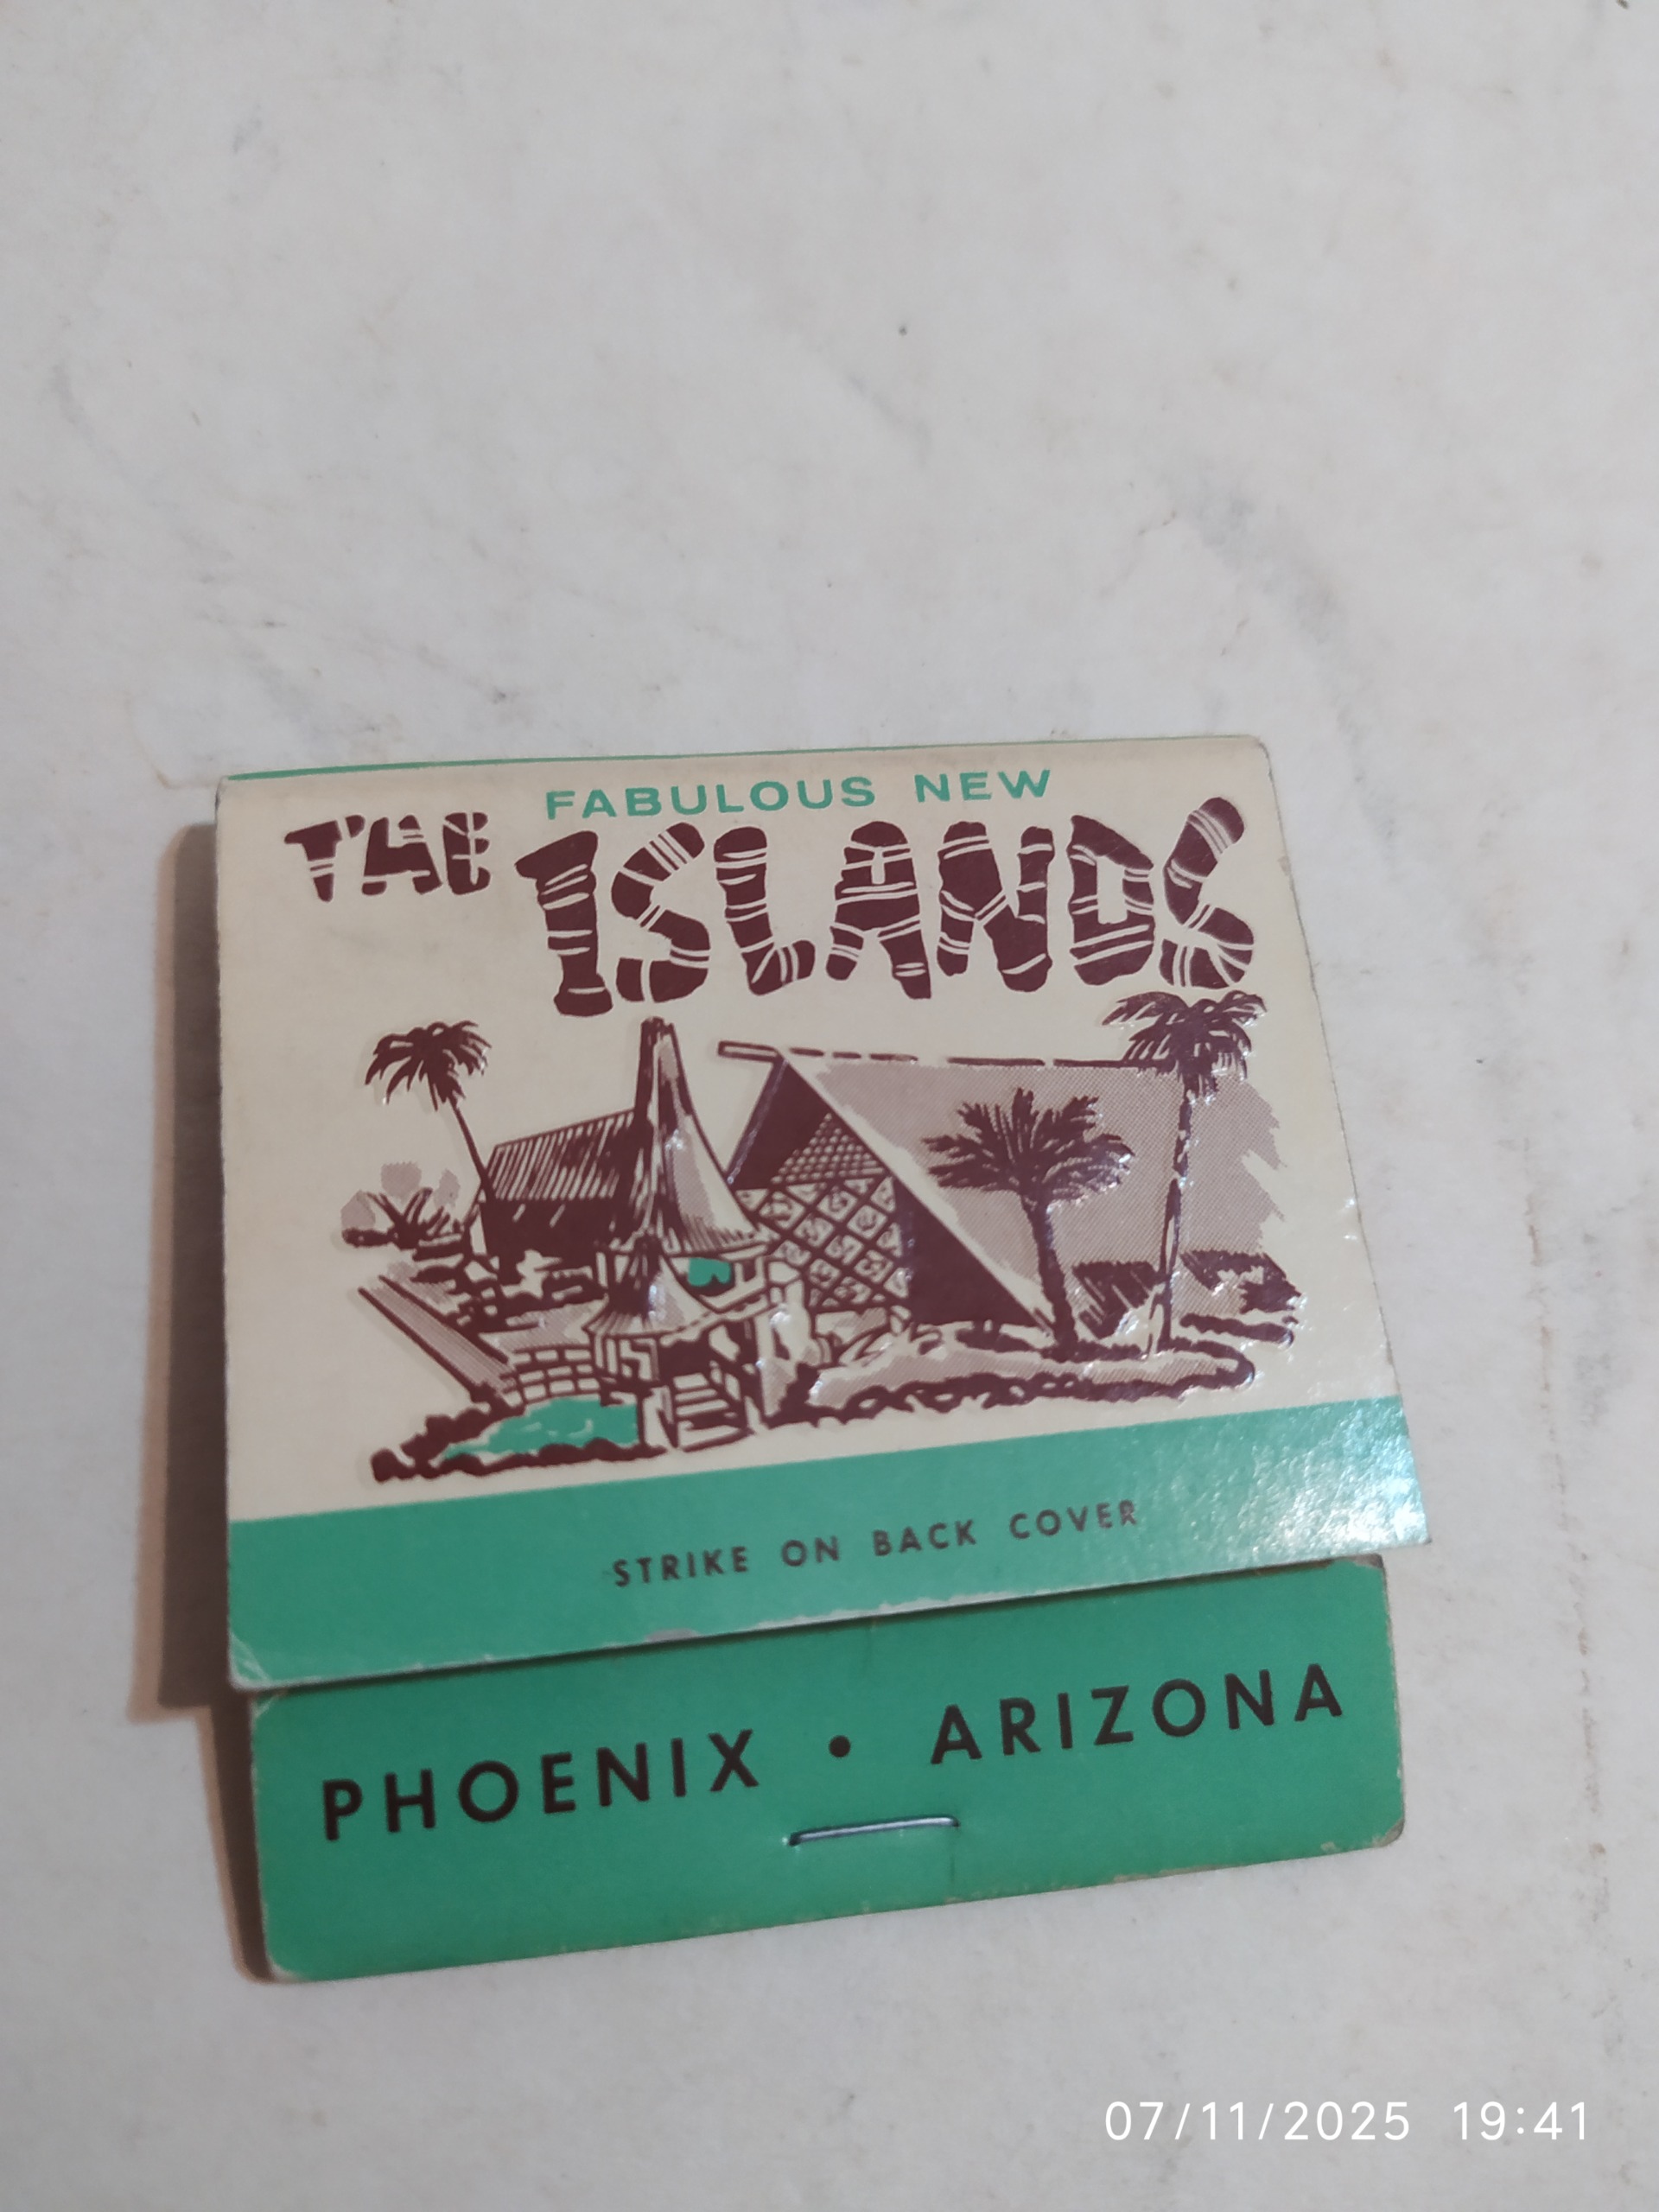 FABULOUS NEW
THE ISLANDS
STRIKE ON BACK COVER
PHOENIX • ARIZONA
07/11/2025 19:41